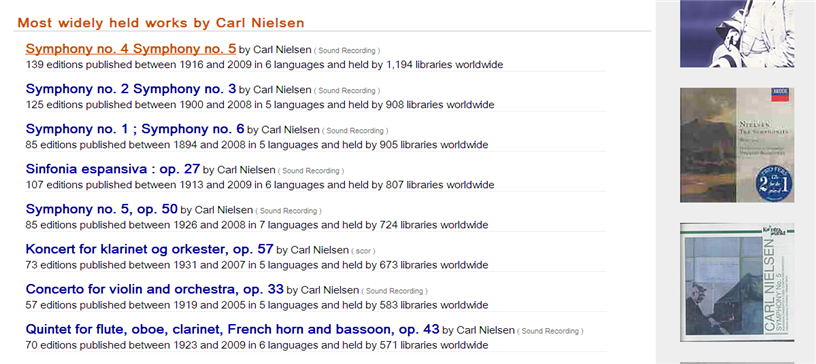 Most widely held works by Carl Nielsen
Symphony no. 4 Symphony no. 5 by Carl Nielsen ( Sound Recording )
139 editions published between 1916 and 2009 in 6 languages and held by 1,194 libraries worldwide
Symphony no. 2 Symphony no. 3 by Carl Nielsen ( Sound Recording )
125 editions published between 1900 and 2008 in 5 languages and held by 908 libraries worldwide
Symphony no. 1 ; Symphony no. 6 by Carl Nielsen ( Sound Recording )
85 editions published between 1894 and 2008 in 5 languages and held by 905 libraries worldwide
Sinfonia espansiva : op. 27 by Carl Nielsen ( Sound Recording )
107 editions published between 1913 and 2009 in 6 languages and held by 807 libraries worldwide
Symphony no. 5, op. 50 by Carl Nielsen ( Sound Recording )
85 editions published between 1926 and 2008 in 7 languages and held by 724 libraries worldwide
Koncert for klarinet og orkester, op. 57 by Carl Nielsen ( scor )
73 editions published between 1931 and 2007 in 5 languages and held by 673 libraries worldwide
Concerto for violin and orchestra, op. 33 by Carl Nielsen ( Sound Recording )
57 editions published between 1919 and 2005 in 5 languages and held by 583 libraries worldwide
Quintet for flute, oboe, clarinet, French horn and bassoon, op. 43 by Carl Nielsen ( Sound Recording )
70 editions published between 1923 and 2009 in 6 languages and held by 571 libraries worldwide
DECCA
NIELSEN
THE SYMPHONIES
2 1
CARL NIELSEN
SYMPHONY No. 5